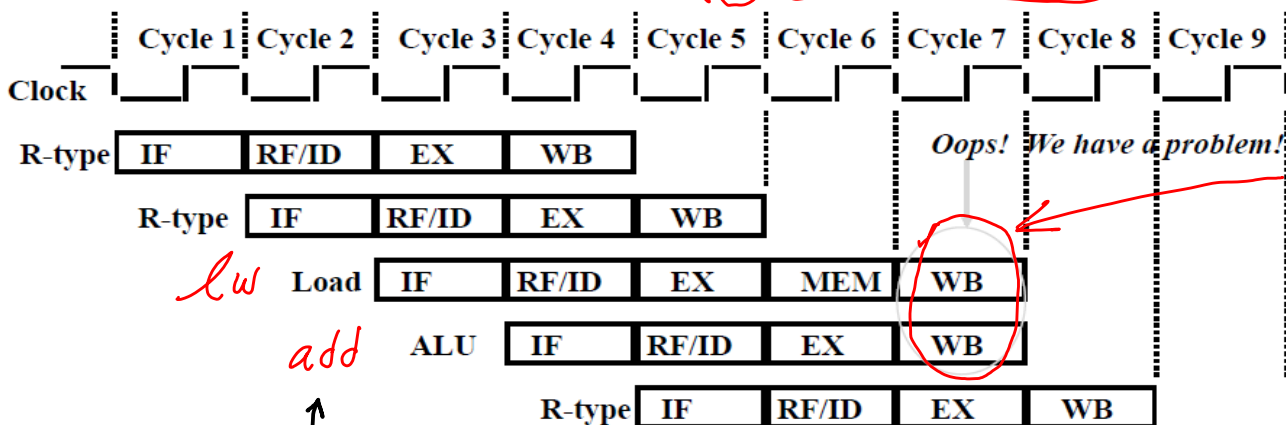 Cycle 1 Cycle 2 Cycle 3 Cycle 4 Cycle 5 Cycle 6 Cycle 7 Cycle 8 Cycle 9
Clock
R-type IF RF/ID EX WB Oops! We have a problem!
R-type IF RF/ID EX WB
lw Load IF RF/ID EX MEM WB
add ALU IF RF/ID EX WB
R-type IF RF/ID EX WB